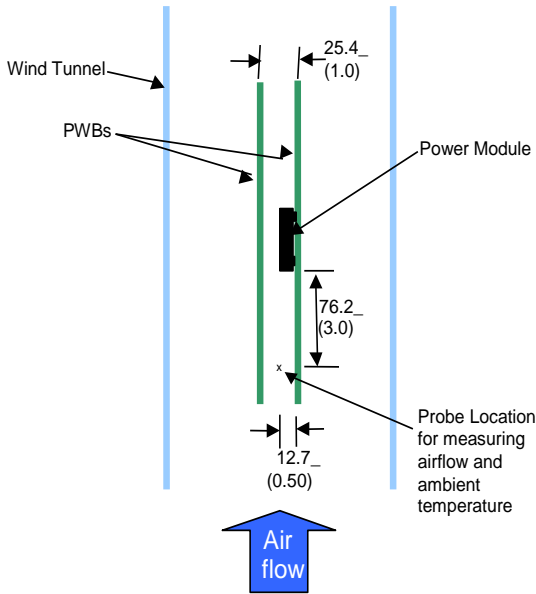 25.4_
(1.0)
Wind Tunnel
PWBs
Power Module
76.2_
(3.0)
x
Probe Location
for measuring
airflow and
ambient
temperature
12.7_
(0.50)
Air
flow